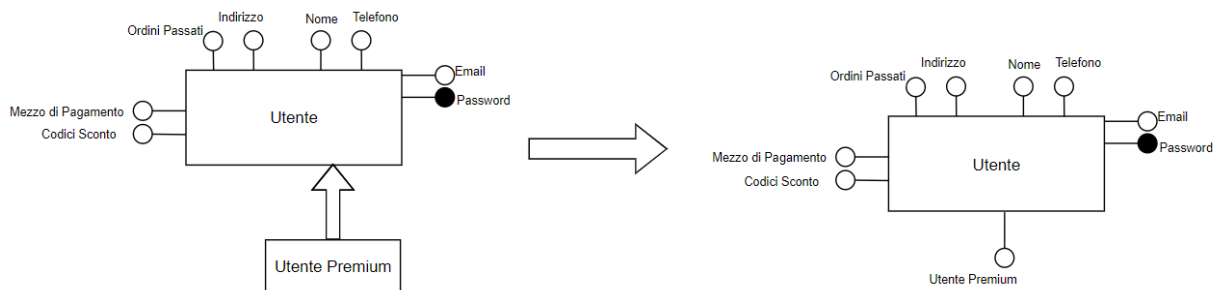 Ordini Passati
Indirizzo
Nome
Telefono
Email
Password
Mezzo di Pagamento
Codici Sconto
Utente
Utente Premium
Ordini Passati
Indirizzo
Nome
Telefono
Email
Password
Mezzo di Pagamento
Codici Sconto
Utente
Utente Premium